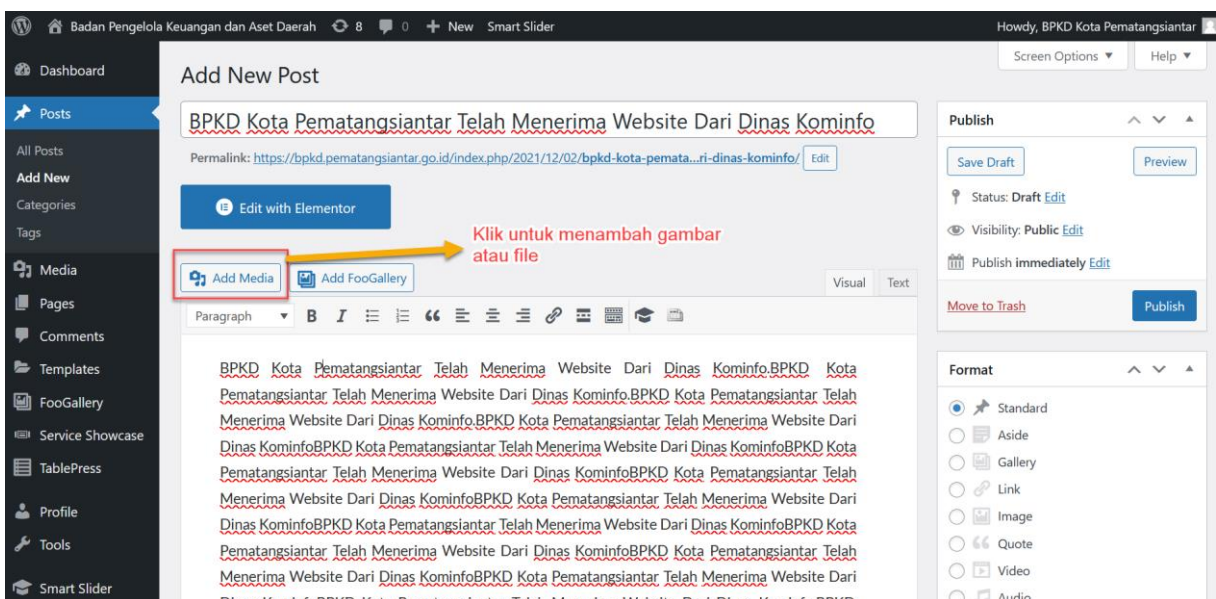 Badan Pengelola Keuangan dan Aset Daerah 8 0 + New Smart Slider
Howdy, BPKD Kota Pematangsiantar
Screen Options ▼ Help ▼
Dashboard
Posts
All Posts
Add New
Categories
Tags
Media
Pages
Comments
Templates
FooGallery
Service Showcase
TablePress
Profile
Tools
Smart Slider
Add New Post
BPKD Kota Pematangsiantar Telah Menerima Website Dari Dinas Kominfo
Permalink: https://bpkd.pematangsiantar.go.id/index.php/2021/12/02/bpkd-kota-pemata...ri-dinas-kominfo/ Edit
Edit with Elementor
Klik untuk menambah gambar
atau file
Add Media Add FooGallery
Visual Text
Paragraph ▼ B I
BPKD Kota Pematangsiantar Telah Menerima Website Dari Dinas Kominfo.BPKD Kota
Pematangsiantar Telah Menerima Website Dari Dinas Kominfo.BPKD Kota Pematangsiantar Telah
Menerima Website Dari Dinas Kominfo.BPKD Kota Pematangsiantar Telah Menerima Website Dari
Dinas KominfoBPKD Kota Pematangsiantar Telah Menerima Website Dari Dinas KominfoBPKD Kota
Pematangsiantar Telah Menerima Website Dari Dinas KominfoBPKD Kota Pematangsiantar Telah
Menerima Website Dari Dinas KominfoBPKD Kota Pematangsiantar Telah Menerima Website Dari
Dinas KominfoBPKD Kota Pematangsiantar Telah Menerima Website Dari Dinas KominfoBPKD Kota
Pematangsiantar Telah Menerima Website Dari Dinas KominfoBPKD Kota Pematangsiantar Telah
Menerima Website Dari Dinas KominfoBPKD Kota Pematangsiantar Telah Menerima Website Dari
Publish
Save Draft Preview
Status: Draft Edit
Visibility: Public Edit
Publish immediately Edit
Move to Trash Publish
Format
Standard
Aside
Gallery
Link
Image
Quote
Video
Audio